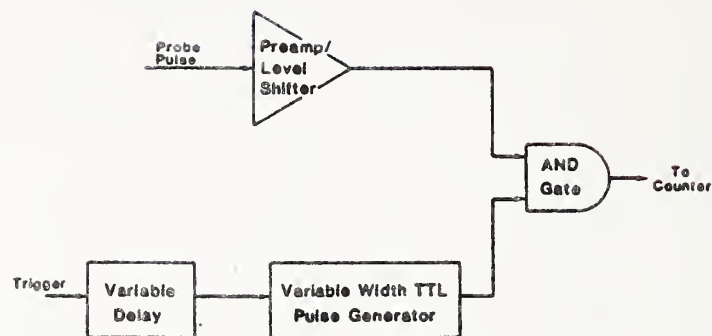 Probe
Pulse
Preamp/
Level
Shifter
AND
Gate
To
Counter
Trigger
Variable
Delay
Variable Width TTL
Pulse Generator